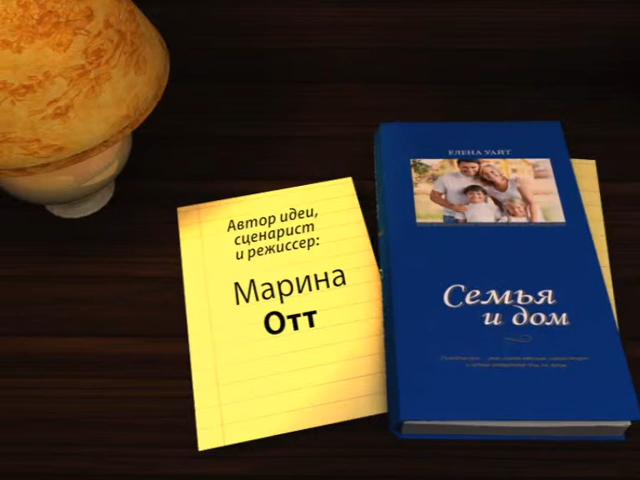 Автор идеи,
сценарист
и режиссер:
Марина
Отт
ЕЛЕНА УАЙТ
Семья
и дом